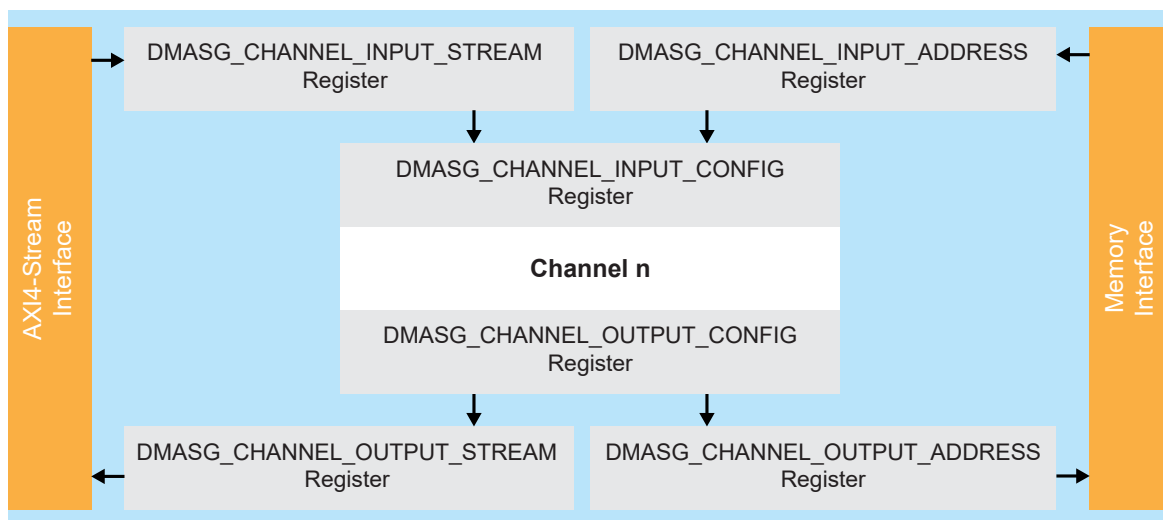 AXI4-Stream
Interface
DMASG_CHANNEL_INPUT_STREAM
Register
DMASG_CHANNEL_INPUT_ADDRESS
Register
DMASG_CHANNEL_INPUT_CONFIG
Register
Channel n
DMASG_CHANNEL_OUTPUT_CONFIG
Register
DMASG_CHANNEL_OUTPUT_STREAM
Register
DMASG_CHANNEL_OUTPUT_ADDRESS
Register
Memory
Interface